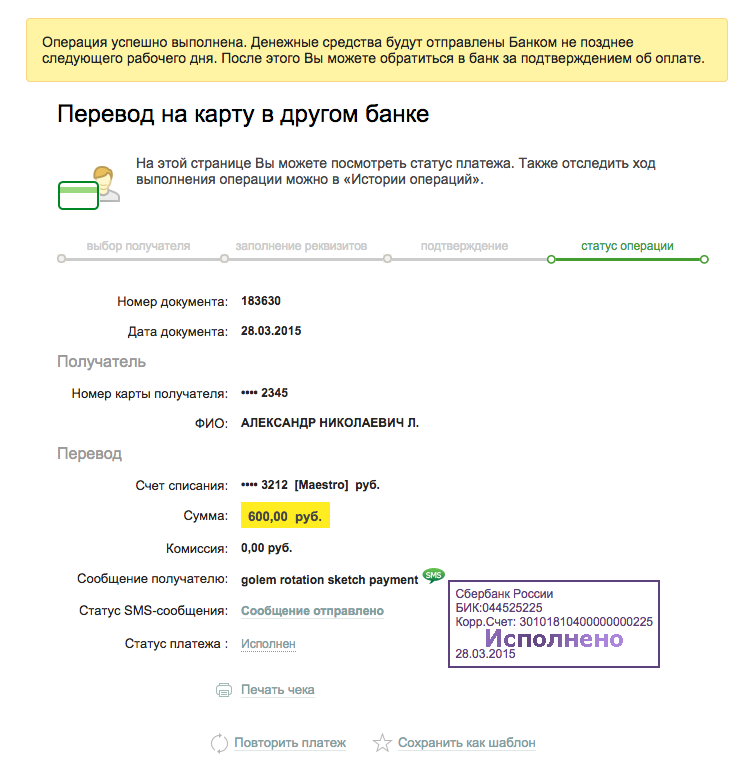 Операция успешно выполнена. Денежные средства будут отправлены Банком не позднее
следующего рабочего дня. После этого Вы можете обратиться в банк за подтверждением об оплате.
Перевод на карту в другом банке
На этой странице Вы можете посмотреть статус платежа. Также отследить ход
выполнения операции можно в «Истории операций».
выбор получателя заполнение реквизитов подтверждение статус операции
Номер документа: 183630
Дата документа: 28.03.2015
Получатель
Номер карты получателя: •••• 2345
ФИО: АЛЕКСАНДР НИКОЛАЕВИЧ Л.
Перевод
Счет списания: •••• 3212 [Maestro] руб.
Сумма: 600,00 руб.
Комиссия: 0,00 руб.
Сообщение получателю: golem rotation sketch payment SMS
Статус SMS-сообщения: Сообщение отправлено
Статус платежа : Исполнен
Сбербанк России
БИК:044525225
Корр.Счет: 30101810400000000225
Исполнено
28.03.2015
Печать чека
Повторить платеж Сохранить как шаблон